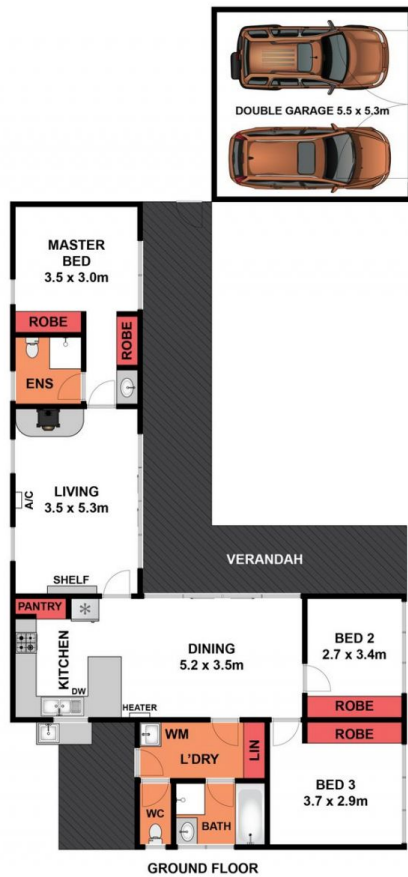 DOUBLE GARAGE 5.5 x 5.3m
MASTER
BED
3.5 x 3.0m
ROBE
ROBE
ENS
A/C
LIVING
3.5 x 5.3m
SHELF
VERANDAH
PANTRY
KITCHEN
DW
DINING
5.2 x 3.5m
HEATER
BED 2
2.7 x 3.4m
ROBE
ROBE
WM
L'DRY
LIN
BED 3
3.7 x 2.9m
WC
BATH
GROUND FLOOR